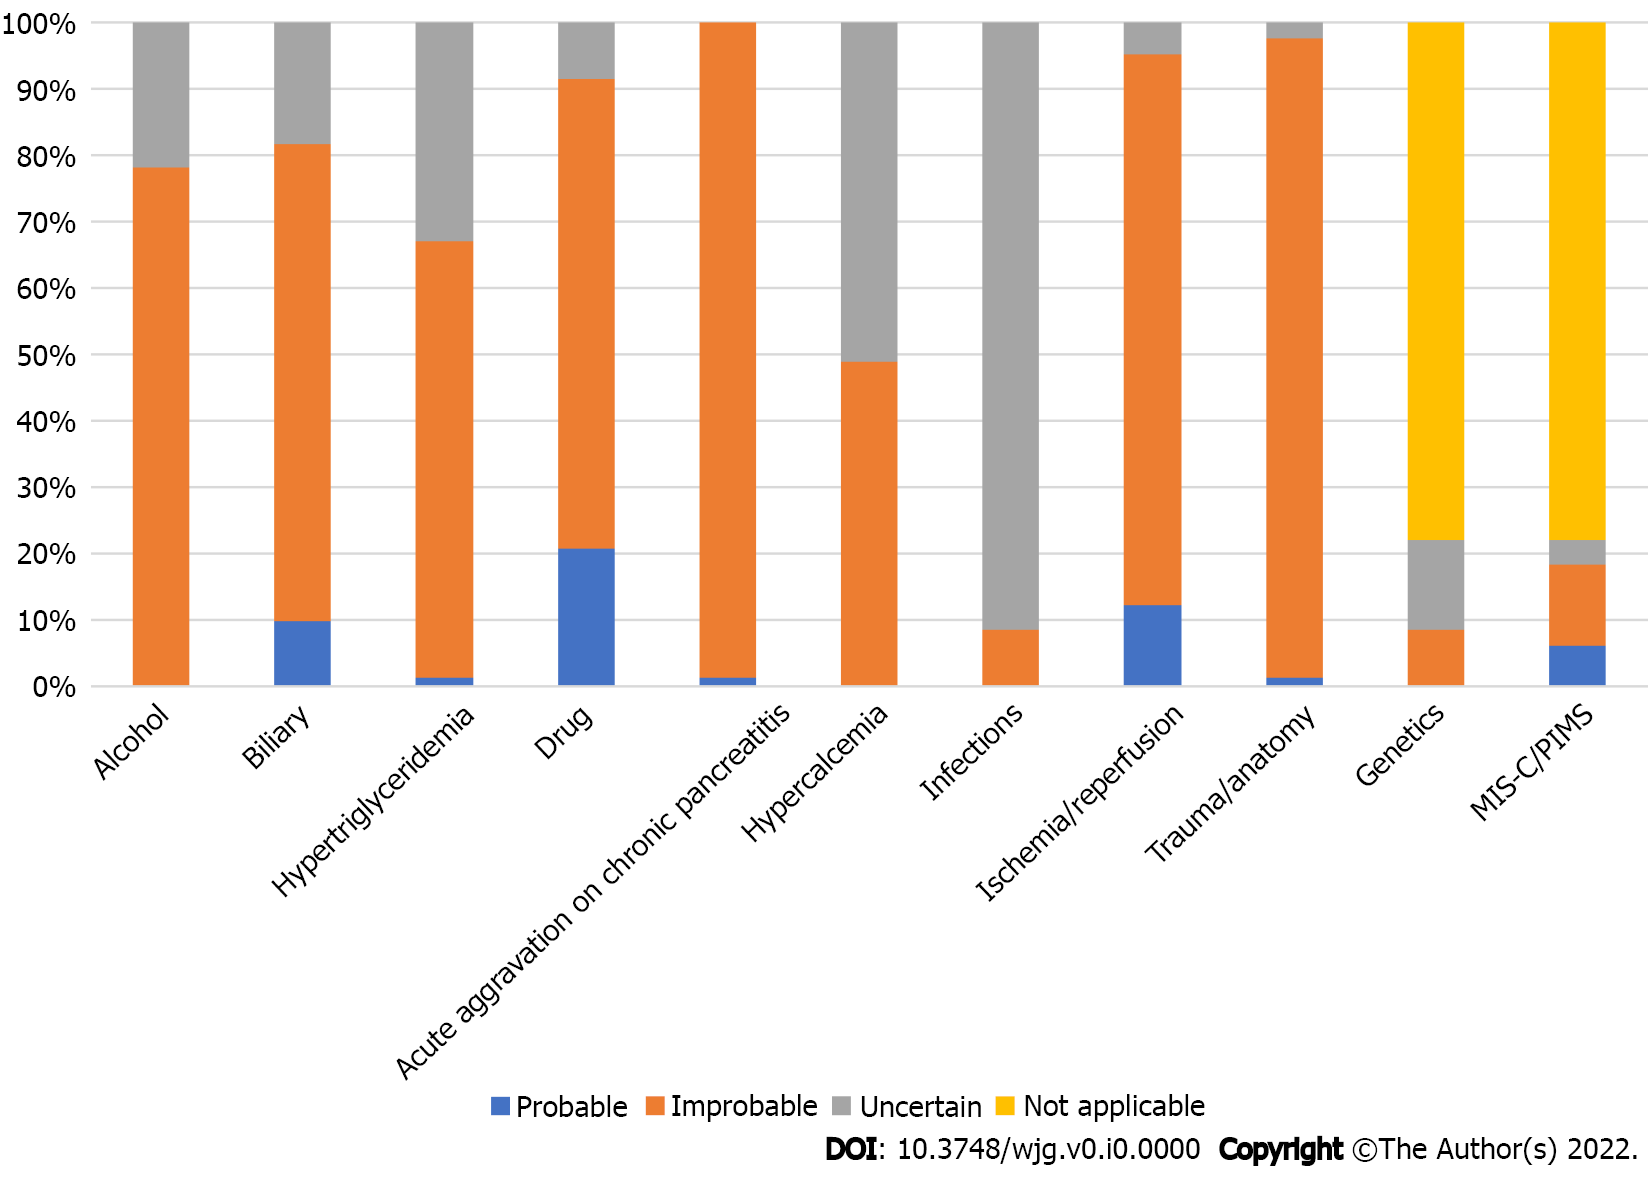 100%
90%
80%
70%
60%
50%
40%
30%
20%
10%
0%
Alcohol
Biliary
Hypertriglyceridemia
Drug
Acute aggravation on chronic pancreatitis
Hypercalcemia
Infections
Ischemia/reperfusion
Trauma/anatomy
Genetics
MIS-C/PIMS
Probable Improbable Uncertain Not applicable
DOI: 10.3748/wjg.v0.i0.0000 Copyright ©The Author(s) 2022.